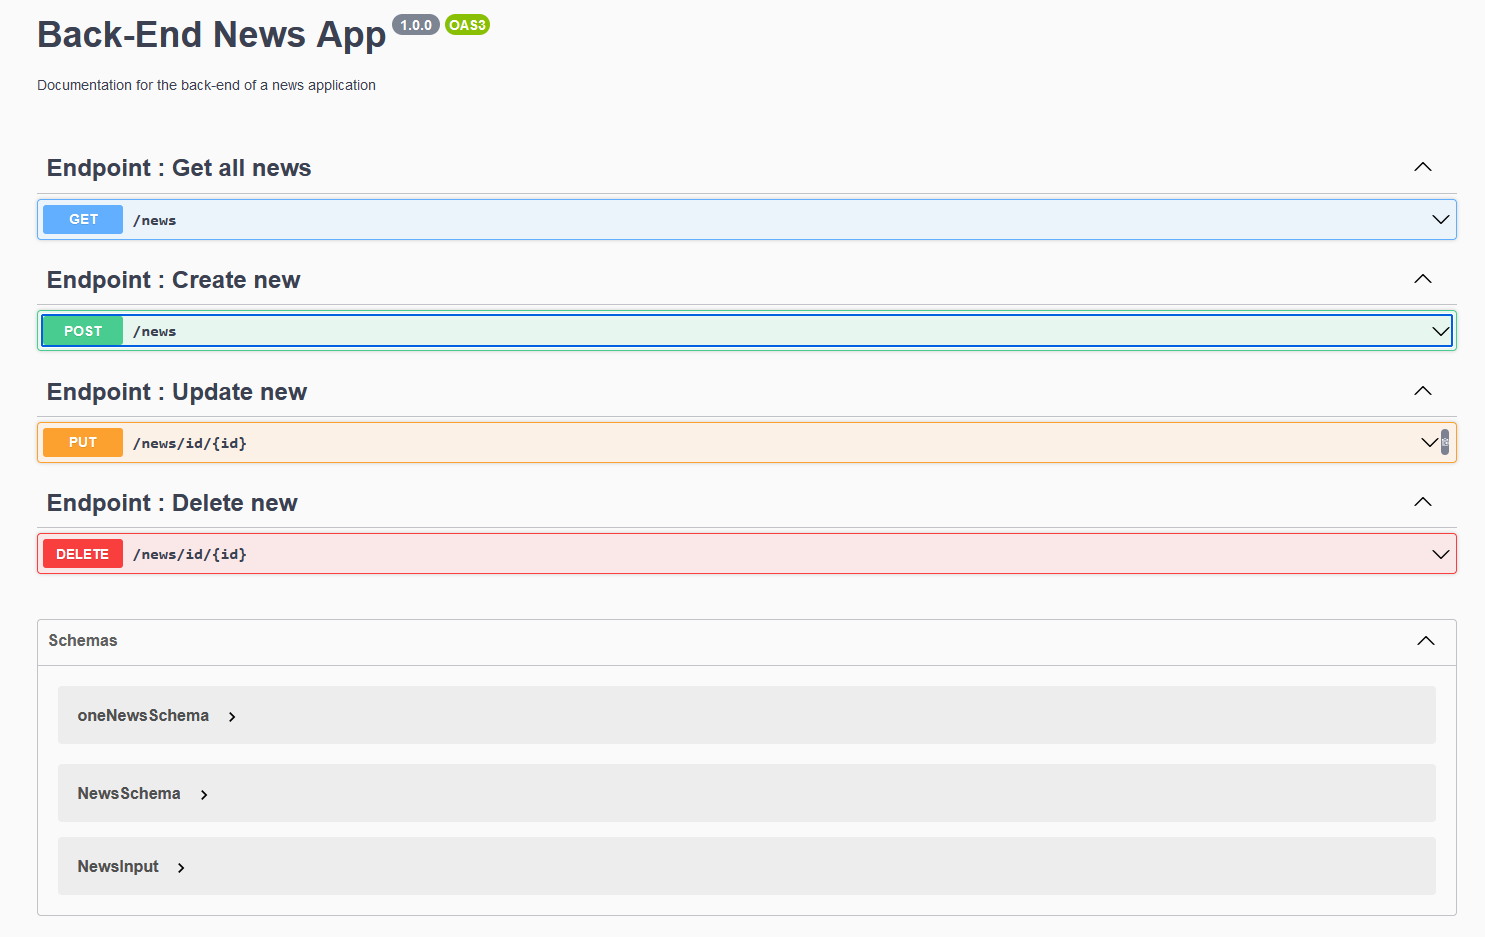 Back-End News App 1.0.0 OAS3
Documentation for the back-end of a news application
Endpoint : Get all news
GET /news
Endpoint : Create new
POST /news
Endpoint : Update new
PUT /news/id/{id}
Endpoint : Delete new
DELETE /news/id/{id}
Schemas
oneNewsSchema
NewsSchema
NewsInput